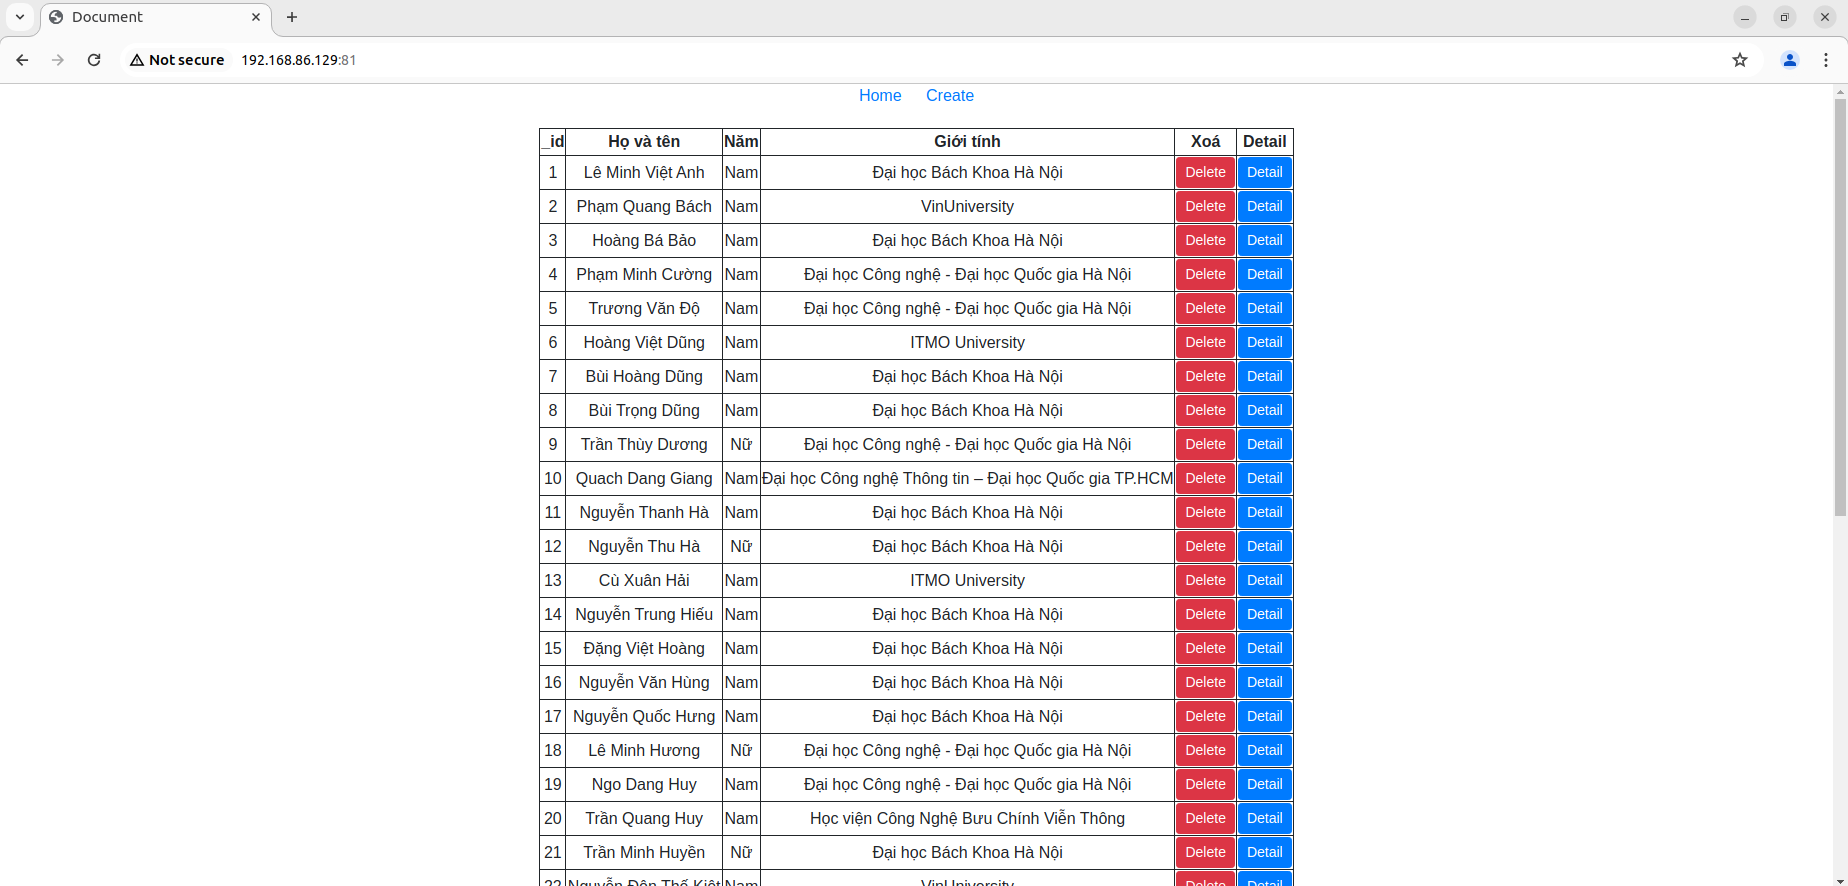 Document
Not secure 192.168.86.129:81
Home Create
_id Họ và tên Năm Giới tính Xoá Detail
1 Lê Minh Việt Anh Nam Đại học Bách Khoa Hà Nội Delete Detail
2 Phạm Quang Bách Nam VinUniversity Delete Detail
3 Hoàng Bá Bảo Nam Đại học Bách Khoa Hà Nội Delete Detail
4 Phạm Minh Cường Nam Đại học Công nghệ - Đại học Quốc gia Hà Nội Delete Detail
5 Trương Văn Độ Nam Đại học Công nghệ - Đại học Quốc gia Hà Nội Delete Detail
6 Hoàng Việt Dũng Nam ITMO University Delete Detail
7 Bùi Hoàng Dũng Nam Đại học Bách Khoa Hà Nội Delete Detail
8 Bùi Trọng Dũng Nam Đại học Bách Khoa Hà Nội Delete Detail
9 Trần Thùy Dương Nữ Đại học Công nghệ - Đại học Quốc gia Hà Nội Delete Detail
10 Quach Dang Giang Nam Đại học Công nghệ Thông tin – Đại học Quốc gia TP.HCM Delete Detail
11 Nguyễn Thanh Hà Nam Đại học Bách Khoa Hà Nội Delete Detail
12 Nguyễn Thu Hà Nữ Đại học Bách Khoa Hà Nội Delete Detail
13 Cù Xuân Hải Nam ITMO University Delete Detail
14 Nguyễn Trung Hiếu Nam Đại học Bách Khoa Hà Nội Delete Detail
15 Đặng Việt Hoàng Nam Đại học Bách Khoa Hà Nội Delete Detail
16 Nguyễn Văn Hùng Nam Đại học Bách Khoa Hà Nội Delete Detail
17 Nguyễn Quốc Hưng Nam Đại học Bách Khoa Hà Nội Delete Detail
18 Lê Minh Hương Nữ Đại học Công nghệ - Đại học Quốc gia Hà Nội Delete Detail
19 Ngo Dang Huy Nam Đại học Công nghệ - Đại học Quốc gia Hà Nội Delete Detail
20 Trần Quang Huy Nam Học viện Công Nghệ Bưu Chính Viễn Thông Delete Detail
21 Trần Minh Huyền Nữ Đại học Bách Khoa Hà Nội Delete Detail
22 Nguyễn Đôn Thế Kiệt Nam VinUniversity Delete Detail